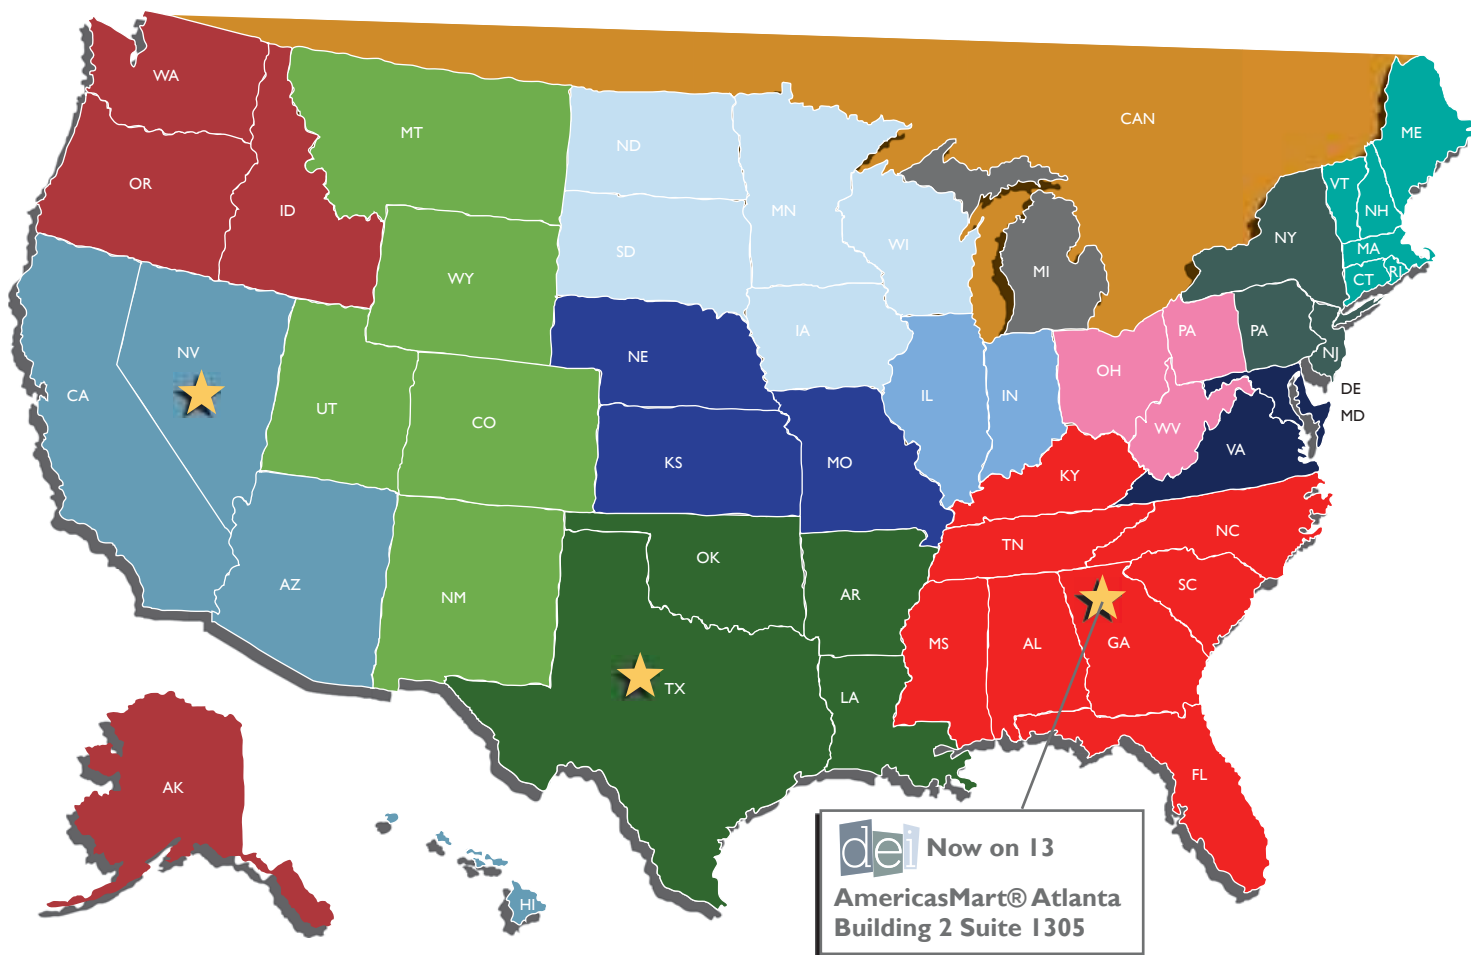 WA
CAN
MT
ME
ND
OR
VT
ID
MN
NH
NY
WI
MA
SD
MI
RI
WY
CT
IA
PA
PA
NV
NE
NJ
OH
DE
CA
IL
IN
UT
MD
CO
WV
VA
KS
MO
KY
NC
TN
OK
AZ
SC
AR
NM
MS
AL
GA
TX
LA
FL
AK
HI
dei Now on 13
AmericasMart® Atlanta
Building 2 Suite 1305